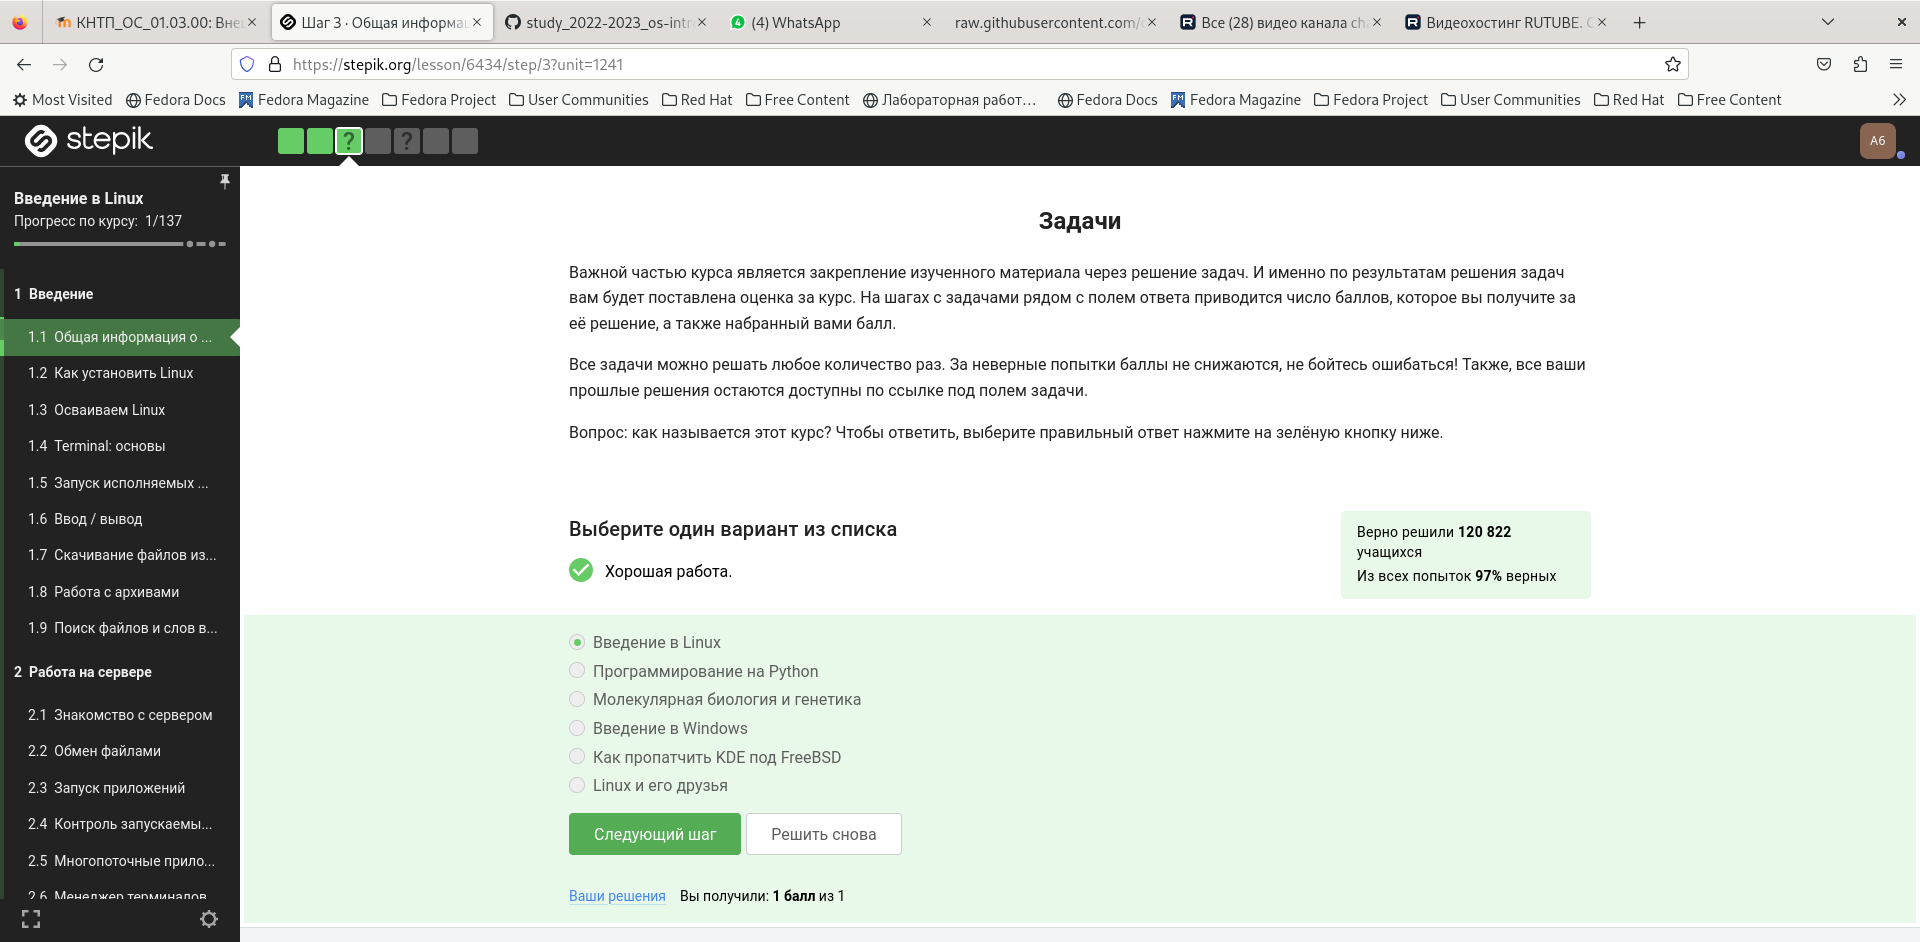 КНТП_ОС_01.03.00: Вне
Шаг 3 · Общая информа
study_2022-2023_os-intr
4
(4) WhatsApp
raw.githubusercontent.com/
Все (28) видео канала
Видеохостинг RUTUBE.
https://stepik.org/lesson/6434/step/3?unit=1241
Most Visited
Fedora Docs
Fedora Magazine
Fedora Project
User Communities
Red Hat
Free Content
Лабораторная работ…
Fedora Docs
Fedora Magazine
Fedora Project
User Communities
Red Hat
Free Content
stepik
?
?
A6
Введение в Linux
Прогресс по курсу: 1/137
1 Введение
1.1 Общая информация о ...
1.2 Как установить Linux
1.3 Осваиваем Linux
1.4 Terminal: основы
1.5 Запуск исполняемых ...
1.6 Ввод / вывод
1.7 Скачивание файлов из...
1.8 Работа с архивами
1.9 Поиск файлов и слов в...
2 Работа на сервере
2.1 Знакомство с сервером
2.2 Обмен файлами
2.3 Запуск приложений
2.4 Контроль запускаемы...
2.5 Многопоточные прило...
2.6 Менеджер терминалов
Задачи
Важной частью курса является закрепление изученного материала через решение задач. И именно по результатам решения задач
вам будет поставлена оценка за курс. На шагах с задачами рядом с полем ответа приводится число баллов, которое вы получите за
её решение, а также набранный вами балл.
Все задачи можно решать любое количество раз. За неверные попытки баллы не снижаются, не бойтесь ошибаться! Также, все ваши
прошлые решения остаются доступны по ссылке под полем задачи.
Вопрос: как называется этот курс? Чтобы ответить, выберите правильный ответ нажмите на зелёную кнопку ниже.
Выберите один вариант из списка
Хорошая работа.
Верно решили 120 822
учащихся
Из всех попыток 97% верных
Введение в Linux
Программирование на Python
Молекулярная биология и генетика
Введение в Windows
Как пропатчить KDE под FreeBSD
Linux и его друзья
Следующий шаг
Решить снова
Ваши решения
Вы получили: 1 балл из 1